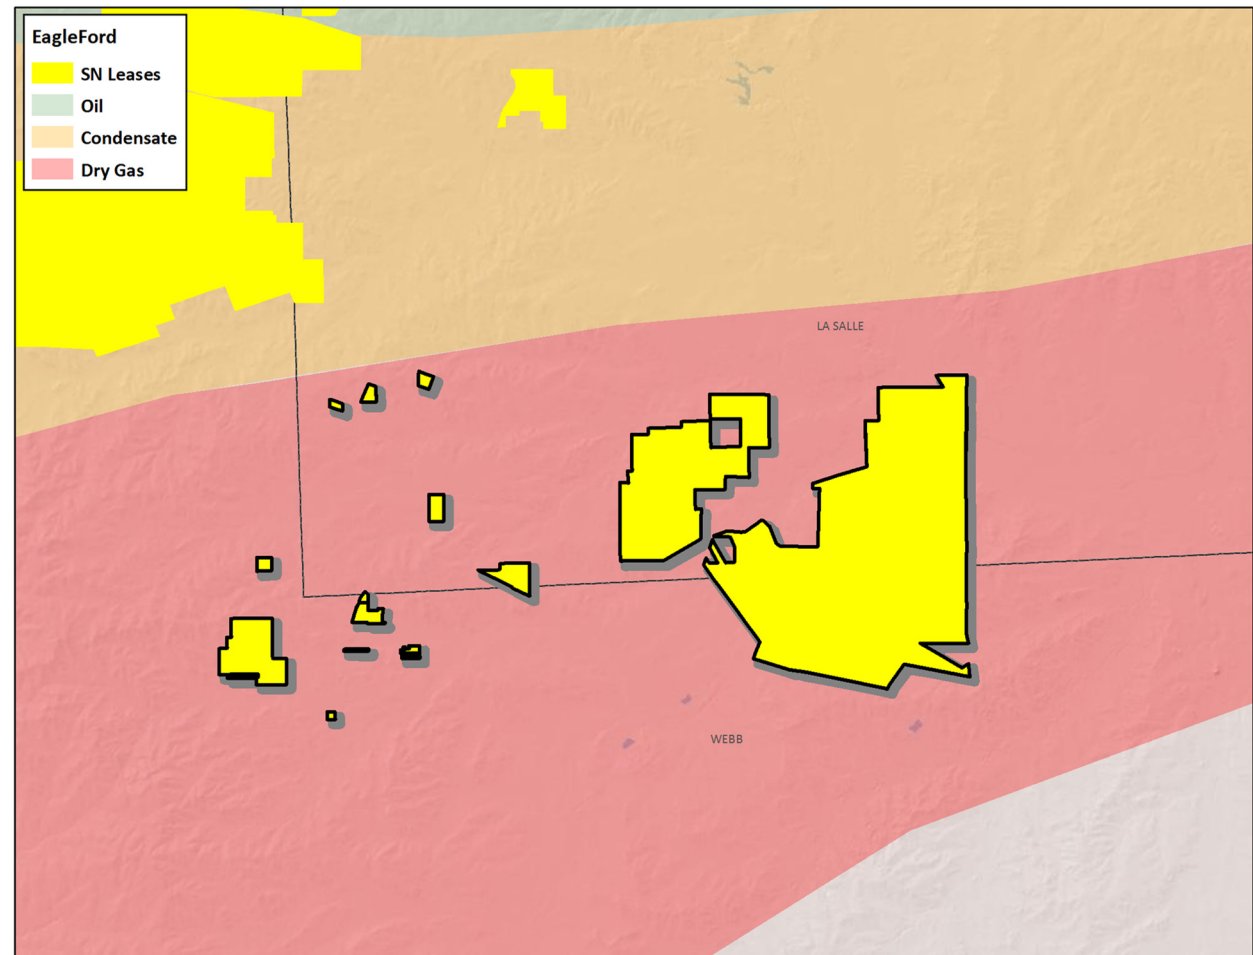 EagleFord
SN Leases
Oil
Condensate
Dry Gas
LA SALLE
WEBB